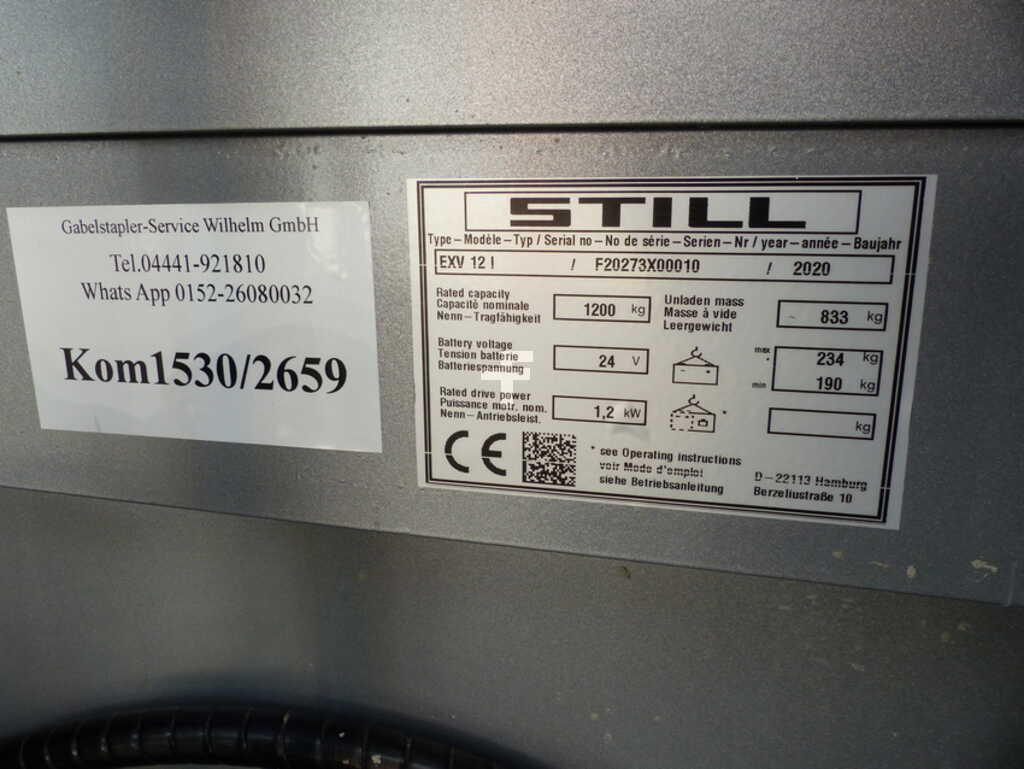 Gabelstapler-Service Wilhelm GmbH
Tel.04441-921810
Whats App 0152-26080032
Kom1530/2659
STILL
Type – Modèle – Typ / Serial no – No de série – Serien – Nr / year – année – Baujahr
EXV 12 I / F20273X00010 / 2020
Rated capacity
Capacité nominale
Nenn – Tragfähigkeit
1200 kg
Unladen mass
Masse à vide
Leergewicht
- 833 kg
Battery voltage
Tension batterie
Batteriespannung
24 V
max * 234 kg
min * 190 kg
Rated drive power
Puissance motr. nom.
Nenn – Antriebsleist.
1,2 kW
*
kg
CE
* see Operating instructions
voir Mode d'emploi
siehe Betriebsanleitung
D – 22113 Hamburg
Berzeliustraße 10